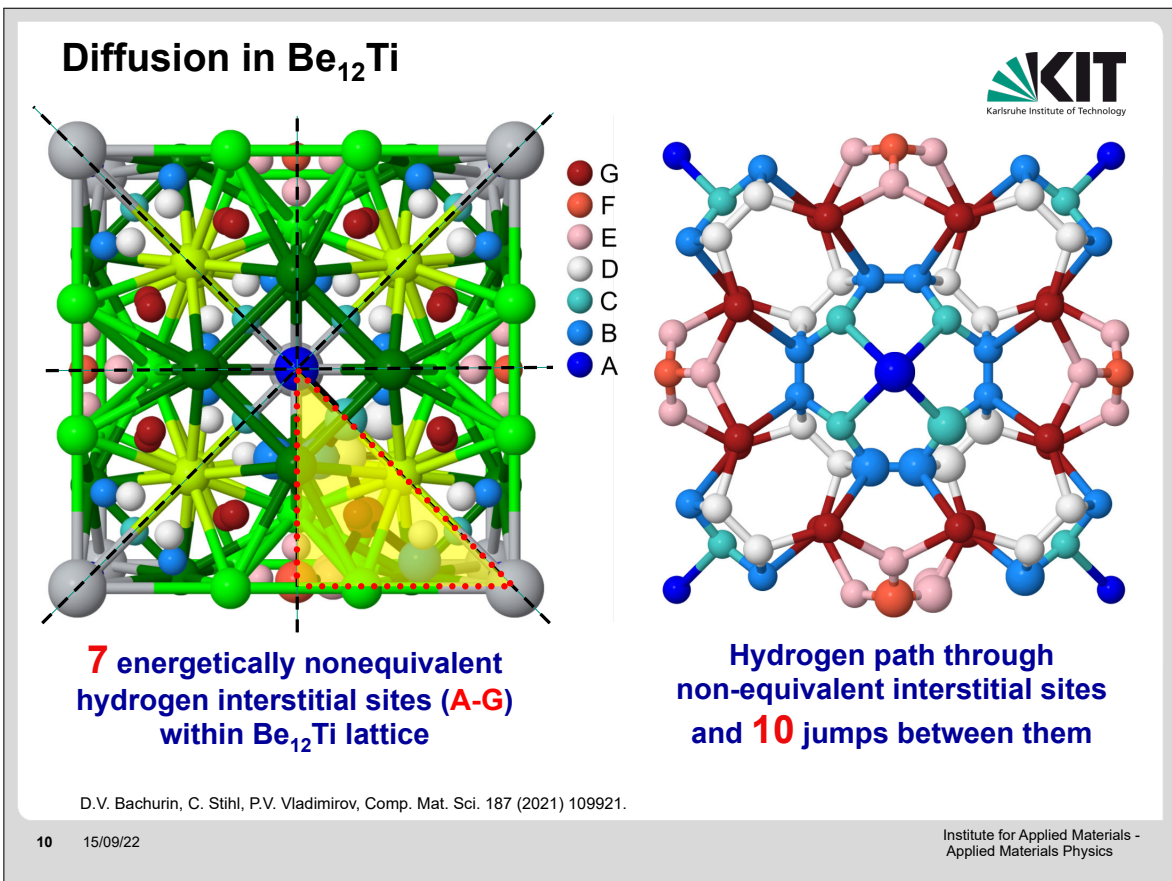 Diffusion in Be₁₂Ti
KIT
Karlsruhe Institute of Technology
G
F
E
D
C
B
A
7 energetically nonequivalent
hydrogen interstitial sites (A-G)
within Be₁₂Ti lattice
Hydrogen path through
non-equivalent interstitial sites
and 10 jumps between them
D.V. Bachurin, C. Stihl, P.V. Vladimirov, Comp. Mat. Sci. 187 (2021) 109921.
10 15/09/22
Institute for Applied Materials -
Applied Materials Physics